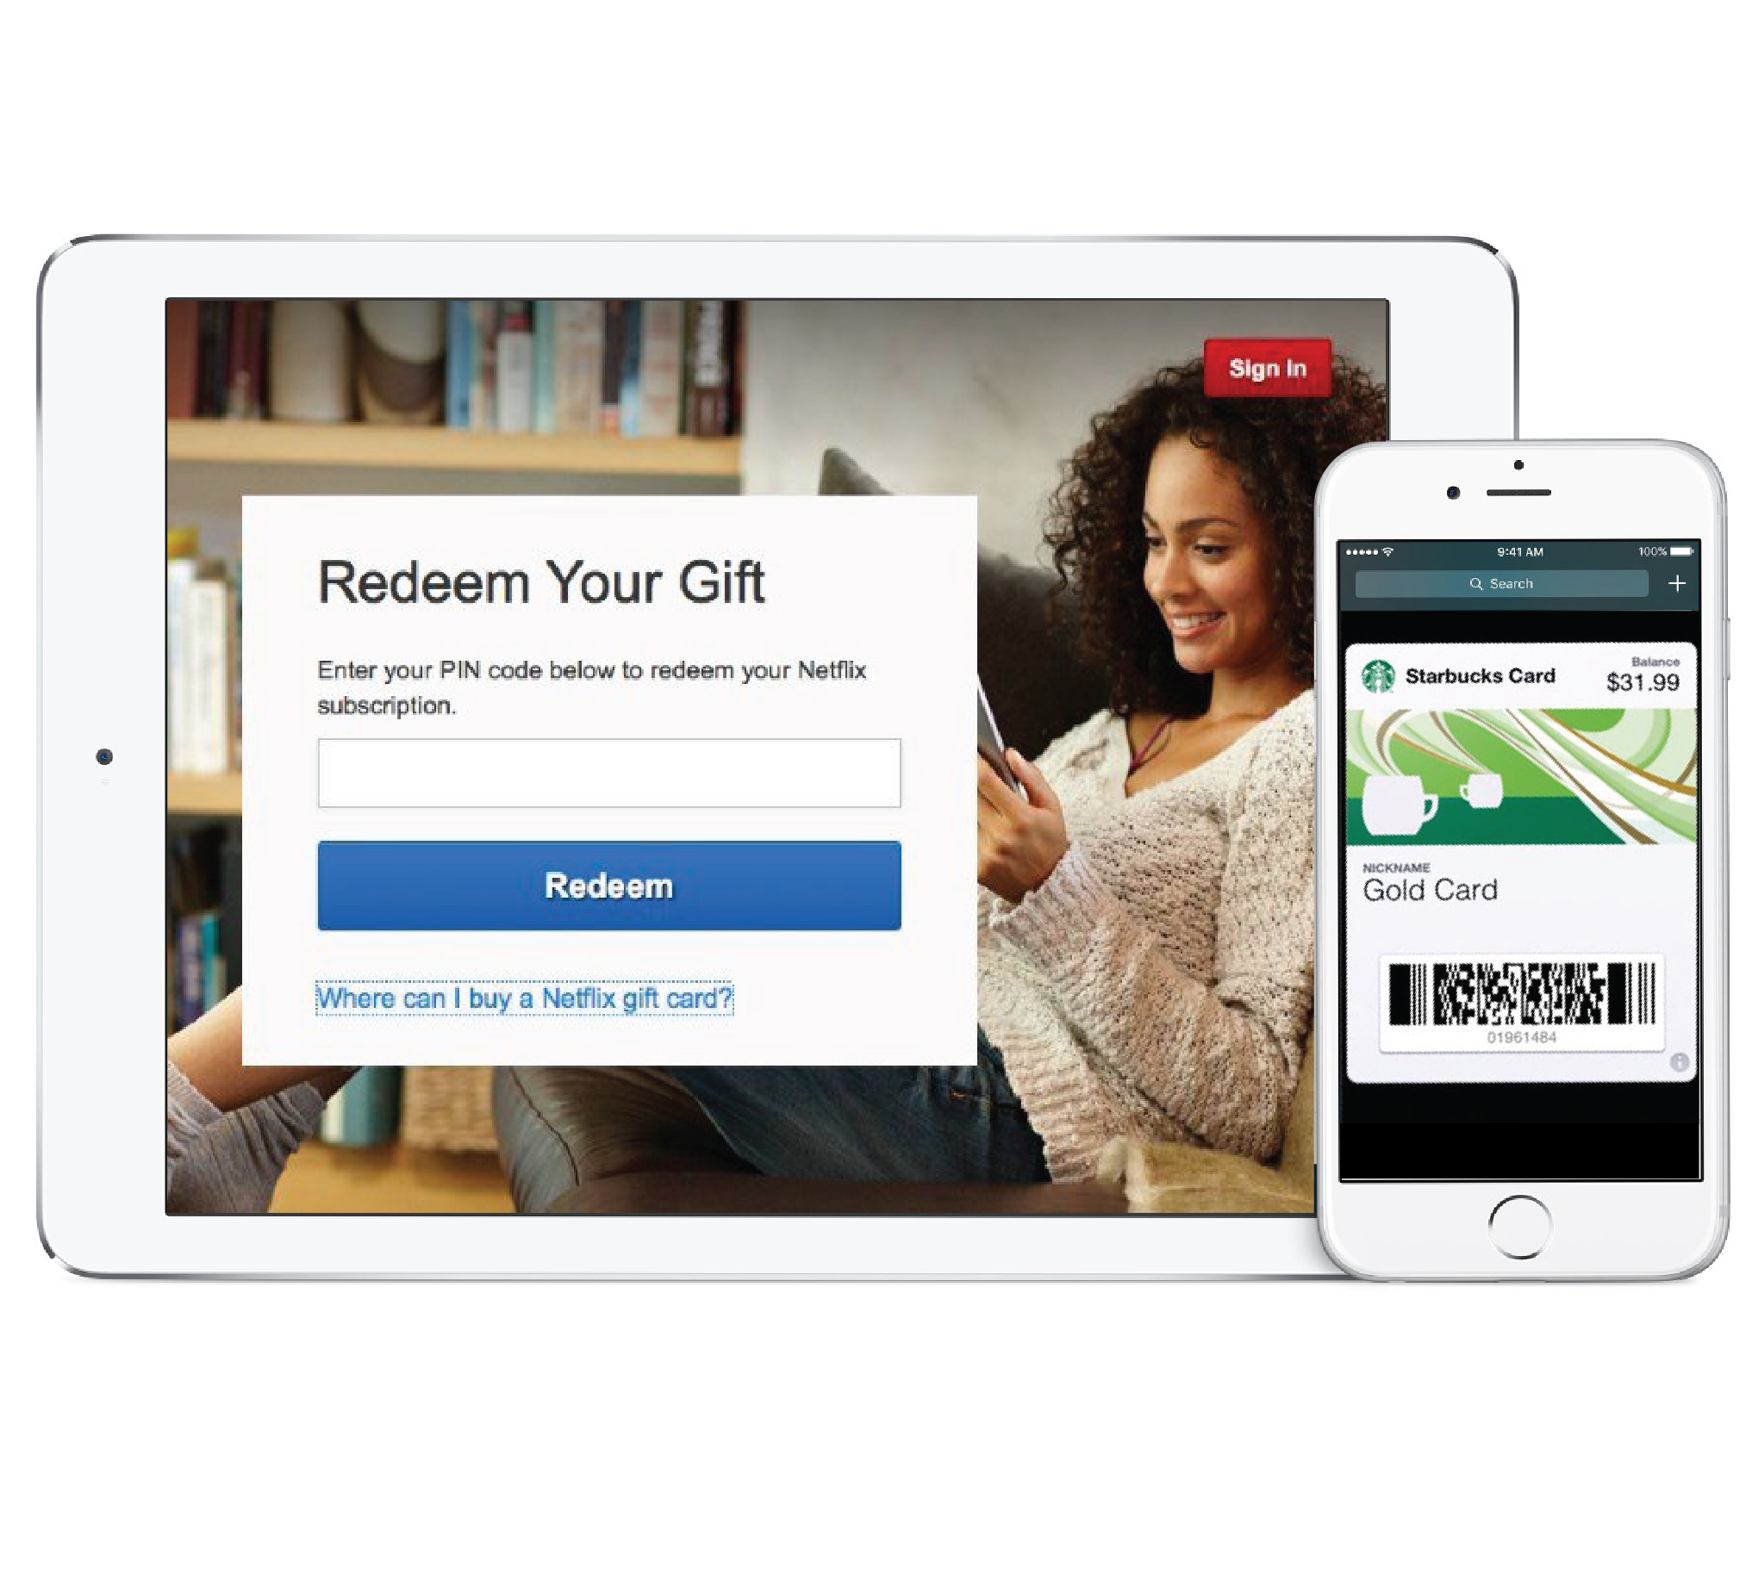 Sign In
Redeem Your Gift
Enter your PIN code below to redeem your Netflix
subscription.
Redeem
Where can I buy a Netflix gift card?
9:41 AM
100%
Search
Starbucks Card
Balance
$31.99
NICKNAME
Gold Card
01961484